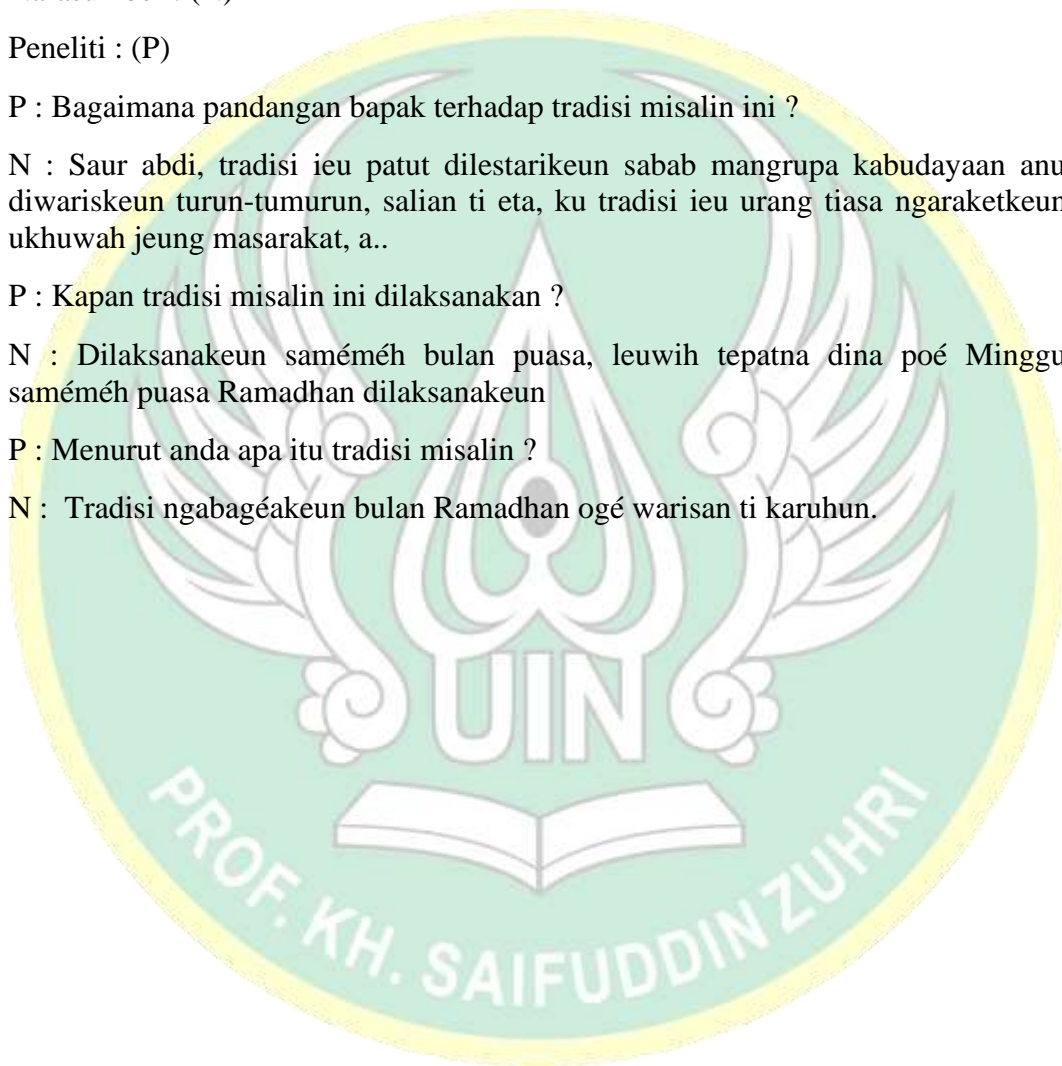 Peneliti : (P)
P : Bagaimana pandangan bapak terhadap tradisi misalin ini ?
N : Saur abdi, tradisi ieu patut dilestarikeun sabab mangrupa kabudayaan anu
diwariskeun turun-tumurun, salian ti eta, ku tradisi ieu urang tiasa ngaraketkeun
ukhuwah jeung masarakat, a..
P : Kapan tradisi misalin ini dilaksanakan ?
N : Dilaksanakeun saméméh bulan puasa, leuwih tepatna dina poé Minggu
saméméh puasa Ramadhan dilaksanakeun
P : Menurut anda apa itu tradisi misalin ?
N : Tradisi ngabagéakeun bulan Ramadhan ogé warisan ti karuhun.
UIN
PROF. KH. SAIFUDDIN ZUHRI